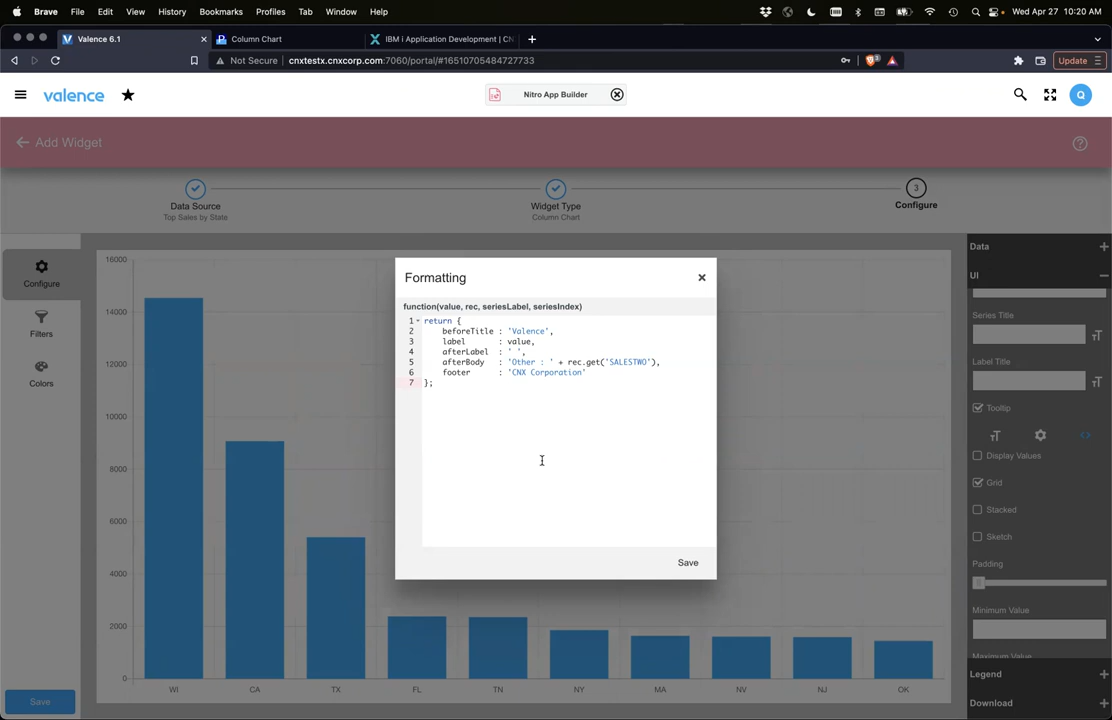 Brave File Edit View History Bookmarks Profiles Tab Window Help Wed Apr 27 10:20 AM
Valence 6.1 Column Chart IBM i Application Development | CN
Not Secure cnxtestx.cnxcorp.com:7060/portal/#16510705484727733 Update
valence Nitro App Builder Q
Add Widget
3
Data Source Widget Type Configure
Top Sales by State Column Chart
Configure
Filters
Colors
Save
16000
14000
12000
10000
8000
6000
4000
2000
0
WI CA TX FL TN NY MA NV NJ OK
Formatting
function(value, rec, seriesLabel, seriesIndex)
1 return {
2 beforeTitle : 'Valence',
3 label : value,
4 afterLabel : ' ',
5 afterBody : 'Other : ' + rec.get('SALESTWO'),
6 footer : 'CNX Corporation'
7 };
Save
Data
UI
Series Title
Label Title
Tooltip
Display Values
Grid
Stacked
Sketch
Padding
Minimum Value
Maximum Value
Legend
Download